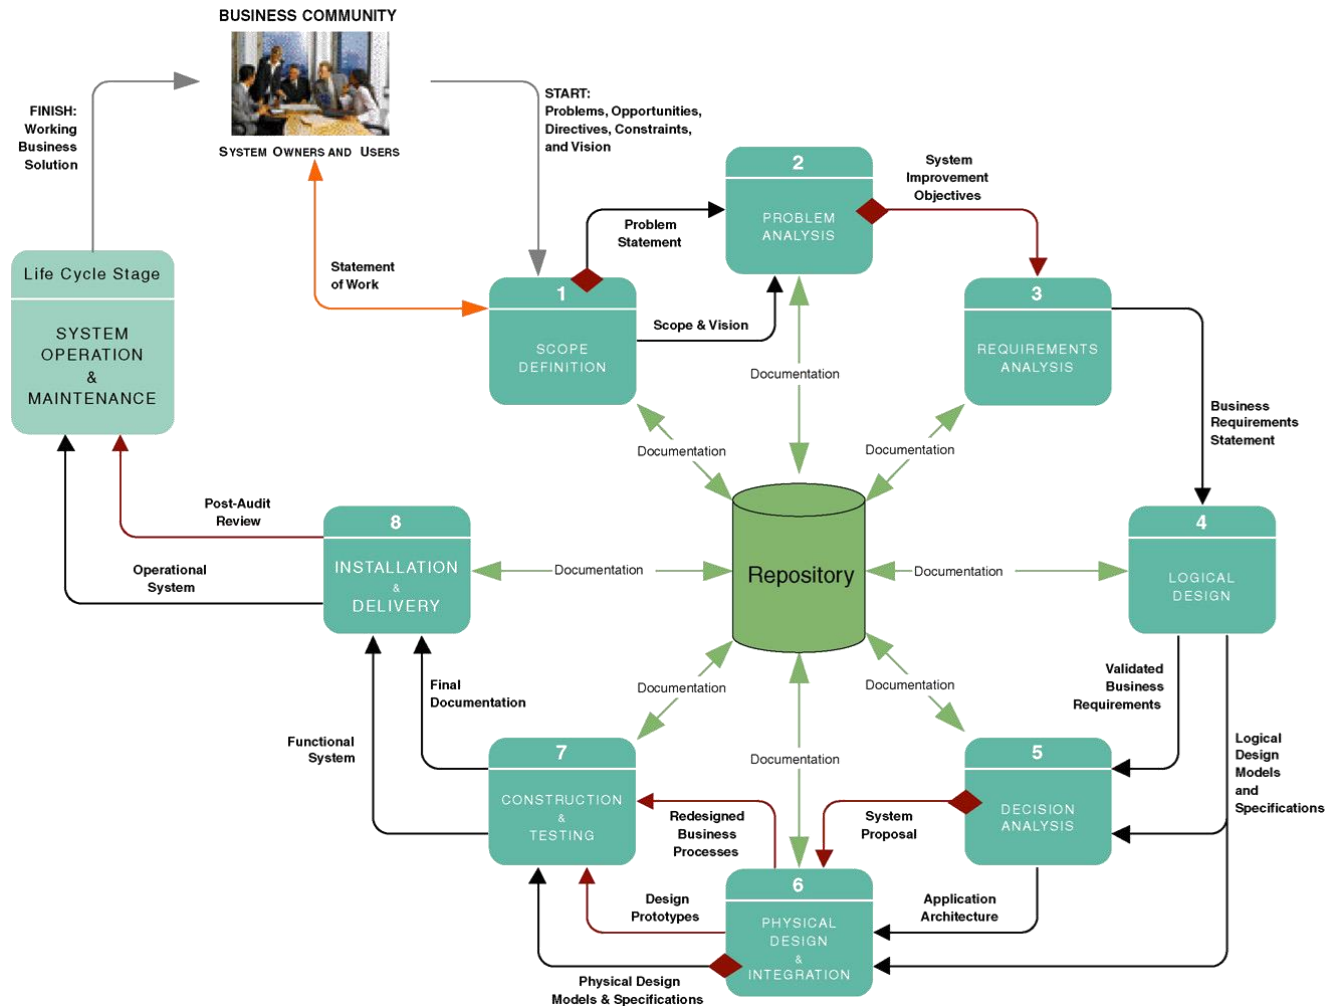 BUSINESS COMMUNITY
SYSTEM OWNERS AND USERS
FINISH:
Working
Business
Solution
START:
Problems, Opportunities,
Directives, Constraints,
and Vision
Statement
of Work
Life Cycle Stage
SYSTEM
OPERATION
&
MAINTENANCE
1
SCOPE
DEFINITION
Problem
Statement
Scope & Vision
2
PROBLEM
ANALYSIS
System
Improvement
Objectives
3
REQUIREMENTS
ANALYSIS
Business
Requirements
Statement
4
LOGICAL
DESIGN
Validated
Business
Requirements
Logical
Design
Models
and
Specifications
5
DECISION
ANALYSIS
System
Proposal
Application
Architecture
6
PHYSICAL
DESIGN
&
INTEGRATION
Redesigned
Business
Processes
Design
Prototypes
Physical Design
Models & Specifications
7
CONSTRUCTION
&
TESTING
Final
Documentation
Functional
System
8
INSTALLATION
&
DELIVERY
Post-Audit
Review
Operational
System
Repository
Documentation
Documentation
Documentation
Documentation
Documentation
Documentation
Documentation
Documentation